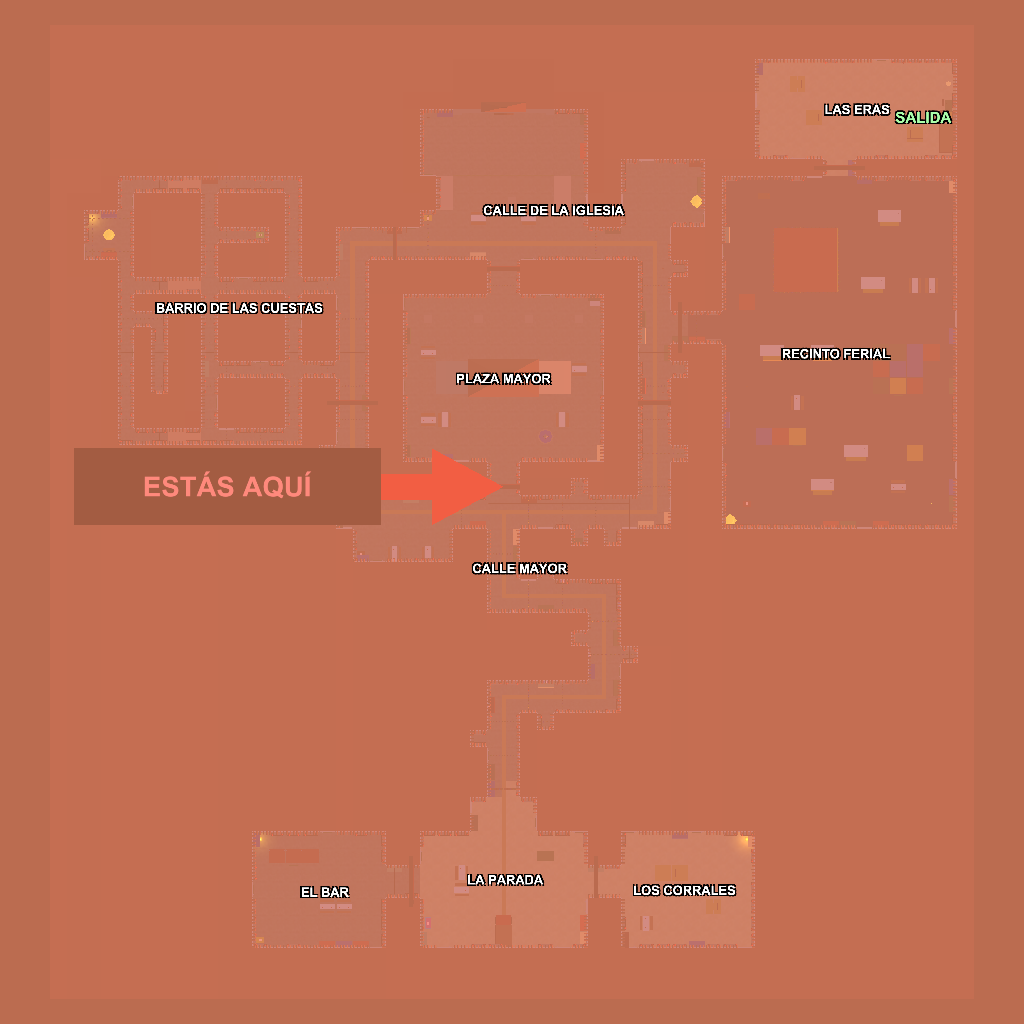 LAS ERAS
SALIDA
CALLE DE LA IGLESIA
BARRIO DE LAS CUESTAS
RECINTO FERIAL
PLAZA MAYOR
ESTÁS AQUÍ
CALLE MAYOR
LA PARADA
EL BAR
LOS CORRALES